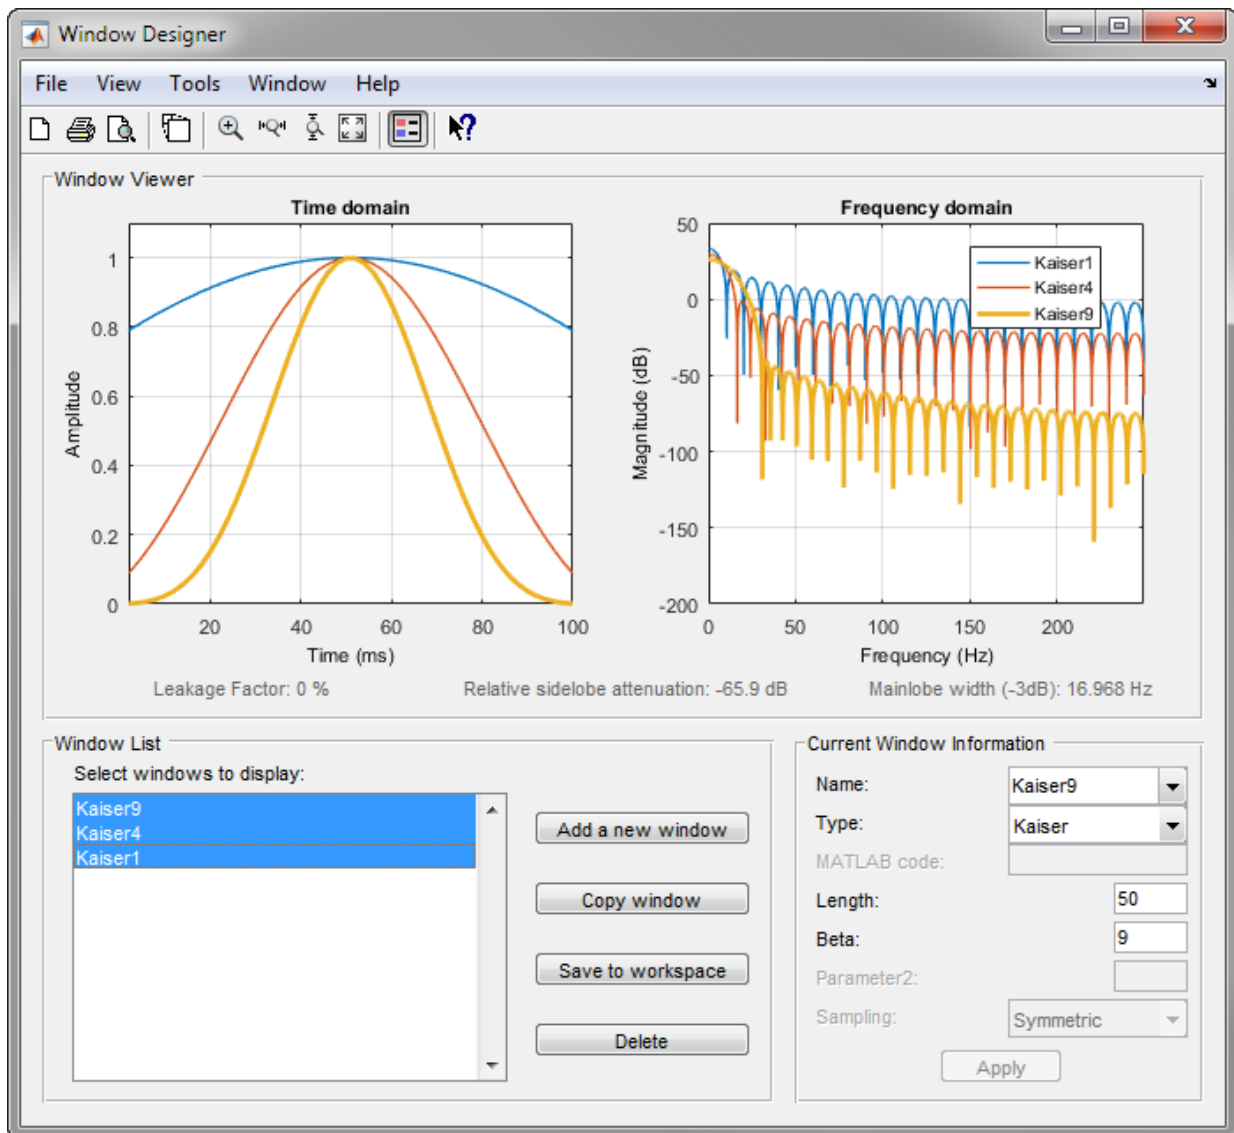 Window Designer
File View Tools Window Help
Window Viewer
Time domain
Amplitude
1
0.8
0.6
0.4
0.2
0
20 40 60 80 100
Time (ms)
Frequency domain
Magnitude (dB)
50
0
-50
-100
-150
-200
Kaiser1
Kaiser4
Kaiser9
0 50 100 150 200
Frequency (Hz)
Leakage Factor: 0 % Relative sidelobe attenuation: -65.9 dB Mainlobe width (-3dB): 16.968 Hz
Window List
Select windows to display:
Kaiser9
Kaiser4
Kaiser1
Add a new window
Copy window
Save to workspace
Delete
Current Window Information
Name: Kaiser9
Type: Kaiser
MATLAB code:
Length: 50
Beta: 9
Parameter2:
Sampling: Symmetric
Apply